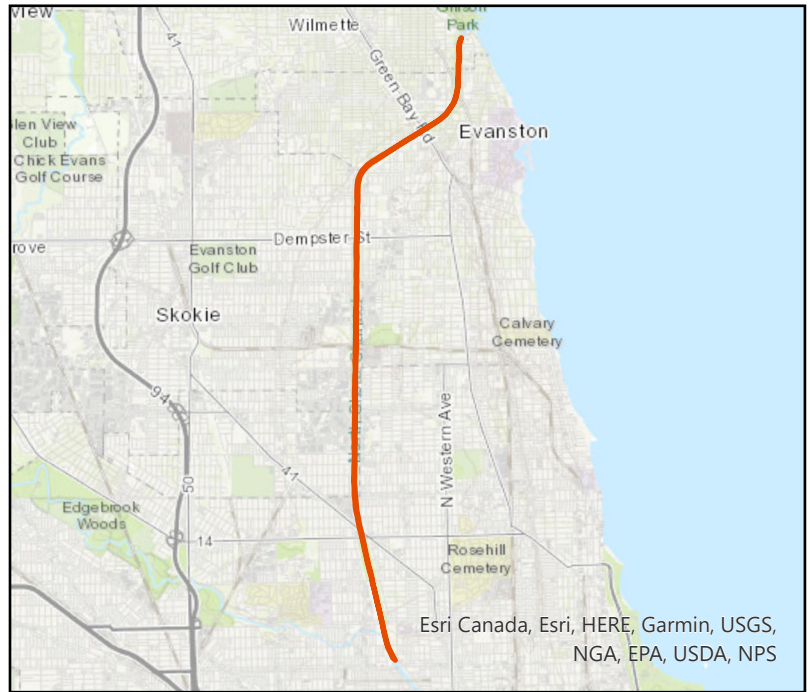 view
41
Wilmette
Gillson
Park
Green Bay Rd
Evanston
Glen View
Club
Chick Evans
Golf Course
Dempster St
rove
Evanston
Golf Club
Skokie
Calvary
Cemetery
94
N Western Ave
41
50
Edgebrook
Woods
14
Rosehill
Cemetery
Esri Canada, Esri, HERE, Garmin, USGS,
NGA, EPA, USDA, NPS